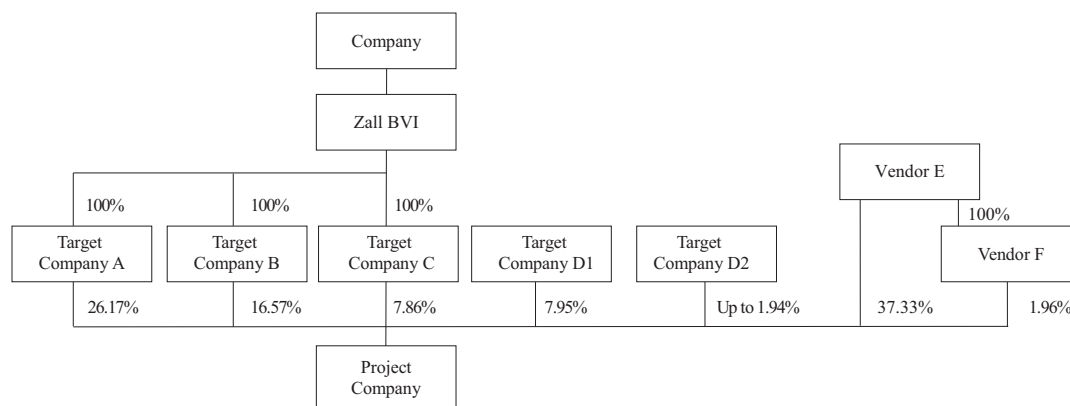 Company
Zall BVI
Vendor E
100%
100%
100%
100%
Target
Company A
Target
Company B
Target
Company C
Target
Company D1
Target
Company D2
Vendor F
26.17%
16.57%
7.86%
7.95%
Up to 1.94%
37.33%
1.96%
Project
Company